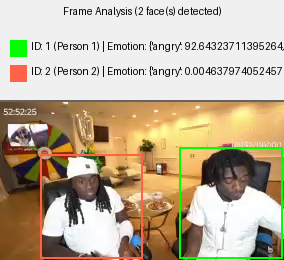 Frame Analysis (2 face(s) detected)
ID: 1 (Person 1) | Emotion: {'angry': 92.64323711395264,
ID: 2 (Person 2) | Emotion: {'angry': 0.004637974052457
52:52:25